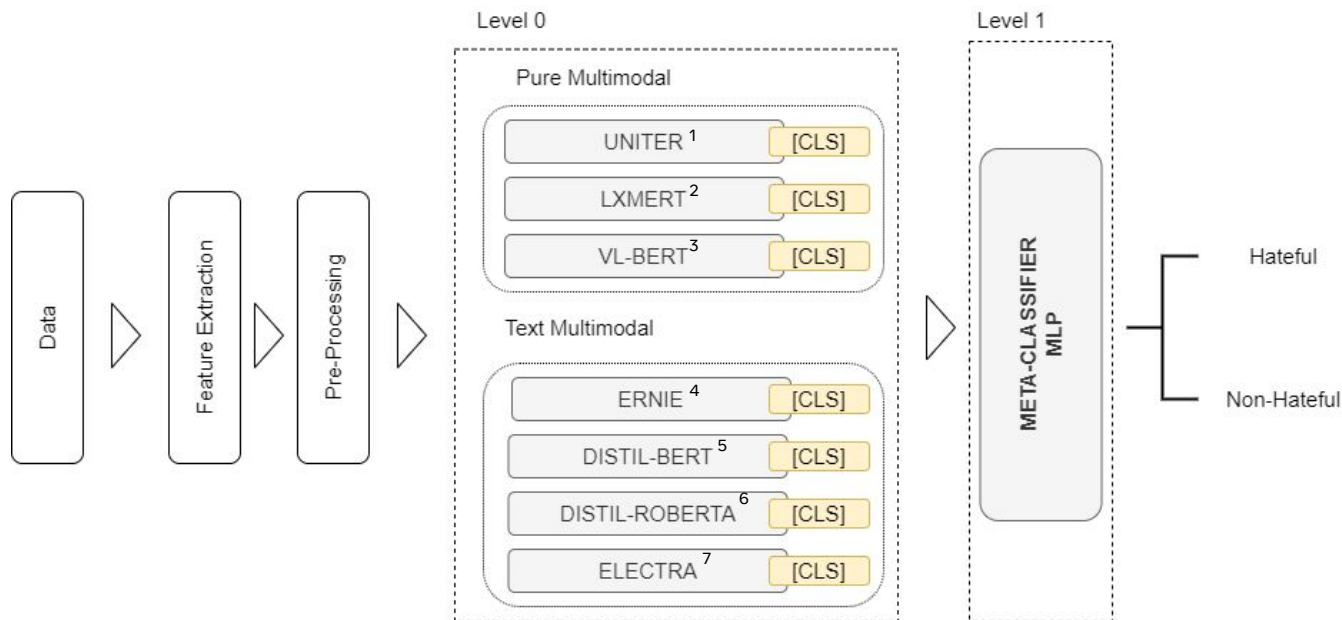 Level 0
Level 1
Pure Multimodal
UNITER 1 [CLS]
LXMERT 2 [CLS]
VL-BERT 3 [CLS]
Data
Feature Extraction
Pre-Processing
Text Multimodal
ERNIE 4 [CLS]
DISTIL-BERT 5 [CLS]
DISTIL-ROBERTA 6 [CLS]
ELECTRA 7 [CLS]
META-CLASSIFIER
MLP
Hateful
Non-Hateful